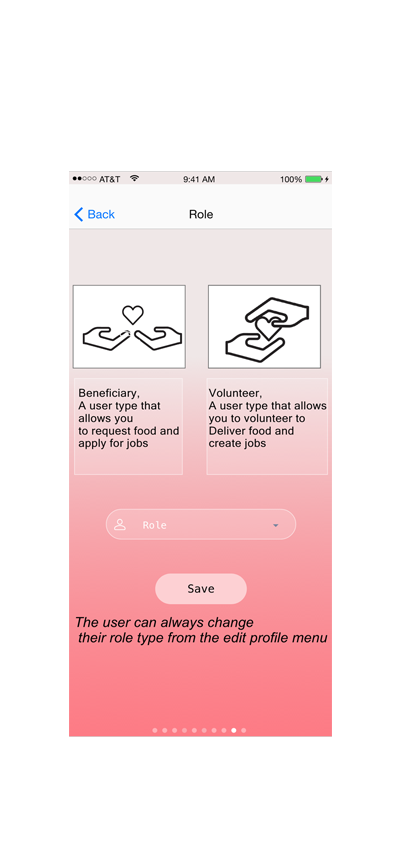 AT&T 9:41 AM 100%
Back Role
Beneficiary,
A user type that
allows you
to request food and
apply for jobs
Volunteer,
A user type that allows
you to volunteer to
Deliver food and
create jobs
Role
Save
The user can always change
their role type from the edit profile menu